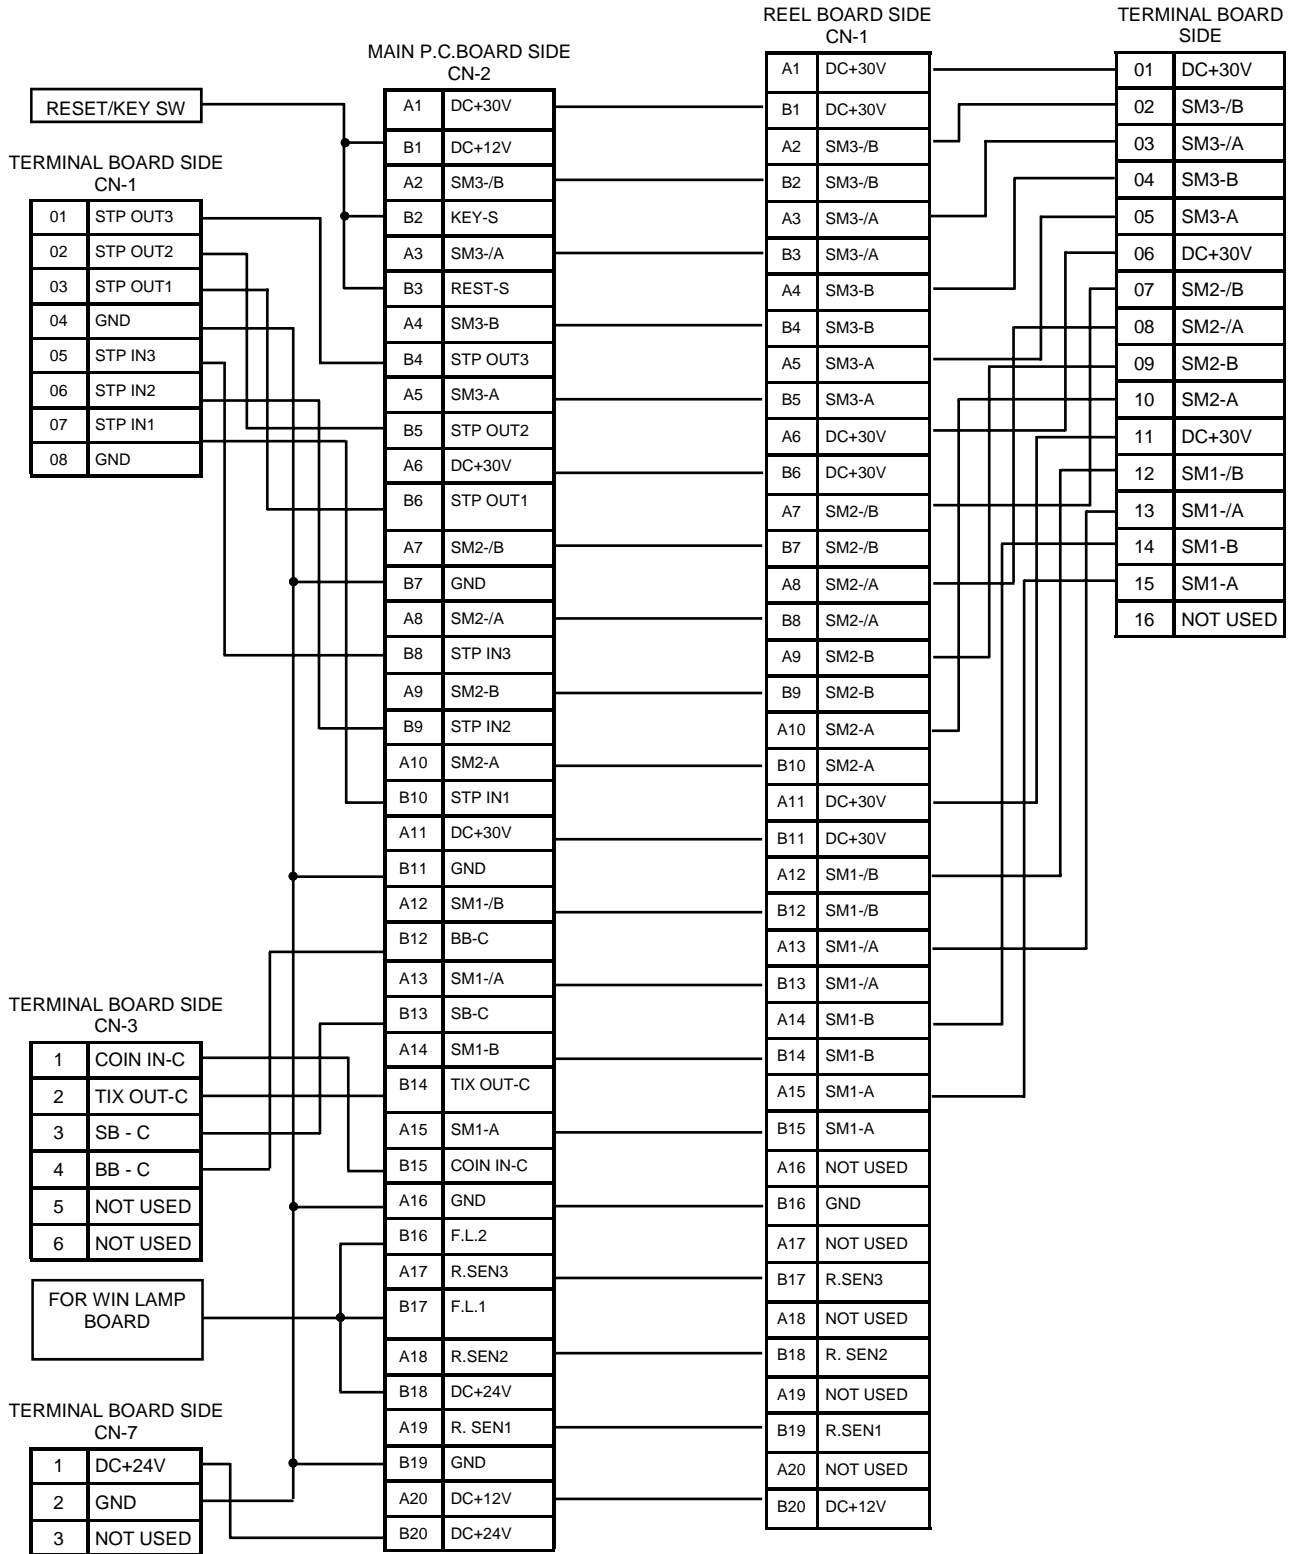 REEL BOARD SIDE
CN-1
TERMINAL BOARD
SIDE
MAIN P.C.BOARD SIDE
CN-2
RESET/KEY SW
TERMINAL BOARD SIDE
CN-1
01 STP OUT3
02 STP OUT2
03 STP OUT1
04 GND
05 STP IN3
06 STP IN2
07 STP IN1
08 GND
TERMINAL BOARD SIDE
CN-3
1 COIN IN-C
2 TIX OUT-C
3 SB - C
4 BB - C
5 NOT USED
6 NOT USED
FOR WIN LAMP
BOARD
TERMINAL BOARD SIDE
CN-7
1 DC+24V
2 GND
3 NOT USED
A1 DC+30V
B1 DC+12V
A2 SM3-/B
B2 KEY-S
A3 SM3-/A
B3 REST-S
A4 SM3-B
B4 STP OUT3
A5 SM3-A
B5 STP OUT2
A6 DC+30V
B6 STP OUT1
A7 SM2-/B
B7 GND
A8 SM2-/A
B8 STP IN3
A9 SM2-B
B9 STP IN2
A10 SM2-A
B10 STP IN1
A11 DC+30V
B11 GND
A12 SM1-/B
B12 BB-C
A13 SM1-/A
B13 SB-C
A14 SM1-B
B14 TIX OUT-C
A15 SM1-A
B15 COIN IN-C
A16 GND
B16 F.L.2
A17 R.SEN3
B17 F.L.1
A18 R.SEN2
B18 DC+24V
A19 R. SEN1
B19 GND
A20 DC+12V
B20 DC+24V
A1 DC+30V
B1 DC+30V
A2 SM3-/B
B2 SM3-/B
A3 SM3-/A
B3 SM3-/A
A4 SM3-B
B4 SM3-B
A5 SM3-A
B5 SM3-A
A6 DC+30V
B6 DC+30V
A7 SM2-/B
B7 SM2-/B
A8 SM2-/A
B8 SM2-/A
A9 SM2-B
B9 SM2-B
A10 SM2-A
B10 SM2-A
A11 DC+30V
B11 DC+30V
A12 SM1-/B
B12 SM1-/B
A13 SM1-/A
B13 SM1-/A
A14 SM1-B
B14 SM1-B
A15 SM1-A
B15 SM1-A
A16 NOT USED
B16 GND
A17 NOT USED
B17 R.SEN3
A18 NOT USED
B18 R. SEN2
A19 NOT USED
B19 R.SEN1
A20 NOT USED
B20 DC+12V
01 DC+30V
02 SM3-/B
03 SM3-/A
04 SM3-B
05 SM3-A
06 DC+30V
07 SM2-/B
08 SM2-/A
09 SM2-B
10 SM2-A
11 DC+30V
12 SM1-/B
13 SM1-/A
14 SM1-B
15 SM1-A
16 NOT USED